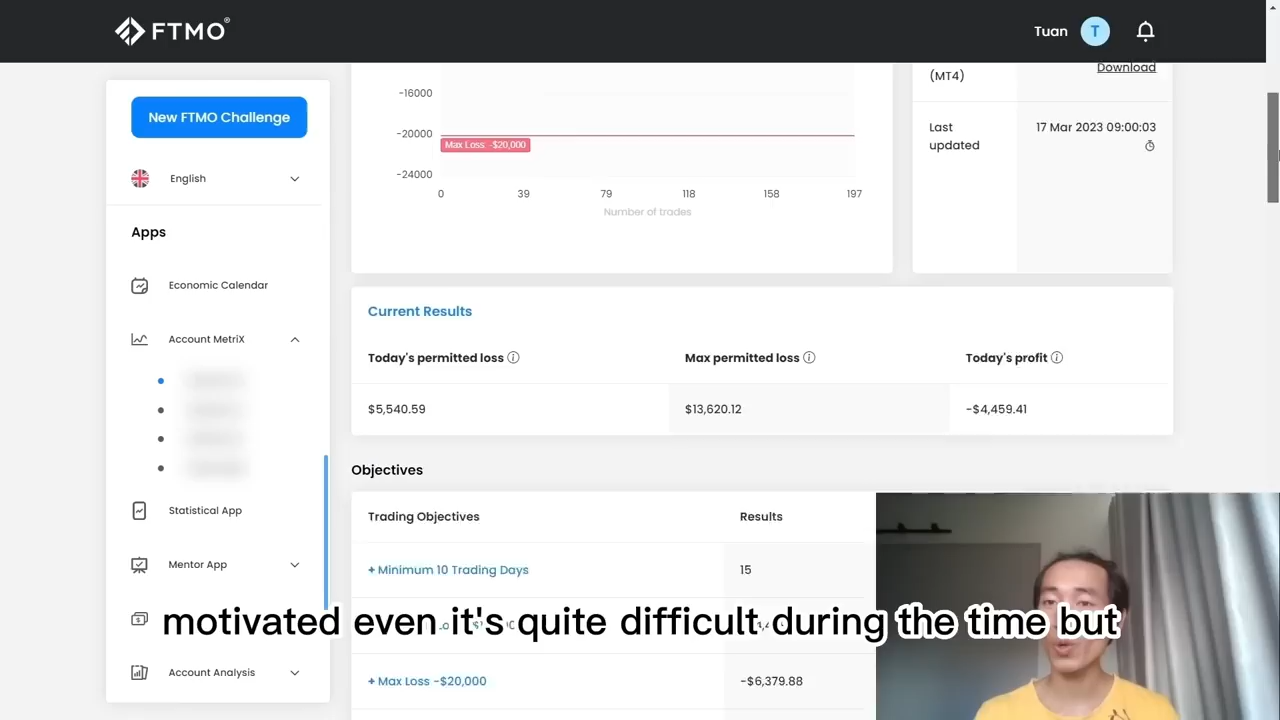 FTMO®
Tuan
T
New FTMO Challenge
English
Apps
Economic Calendar
Account MetriX
Statistical App
Mentor App
Account Analysis
-16000
-20000
Max Loss -$20,000
-24000
0 39 79 118 158 197
Number of trades
(MT4)
Download
Last updated
17 Mar 2023 09:00:03
Current Results
Today's permitted loss
Max permitted loss
Today's profit
$5,540.59
$13,620.12
-$4,459.41
Objectives
Trading Objectives
Results
+ Minimum 10 Trading Days
15
motivated even it's quite difficult during the time but
+ Max Loss -$20,000
-$6,379.88